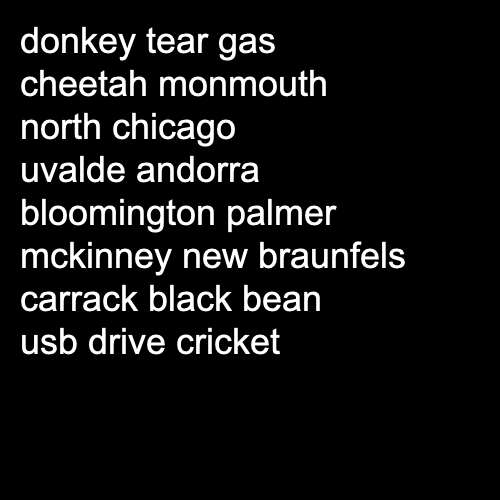 donkey tear gas
cheetah monmouth
north chicago
uvalde andorra
bloomington palmer
mckinney new braunfels
carrack black bean
usb drive cricket